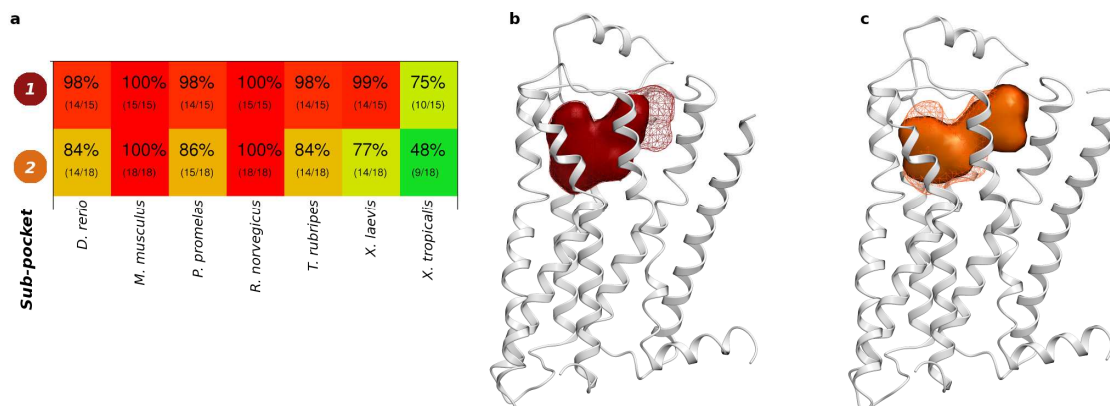 a
b
c
1
98% 100% 98% 100% 98% 99% 75%
(14/15) (15/15) (14/15) (15/15) (14/15) (14/15) (10/15)
2
84% 100% 86% 100% 84% 77% 48%
(14/18) (18/18) (15/18) (18/18) (14/18) (14/18) (9/18)
Sub-pocket
D. rerio
M. musculus
P. promelas
R. norvegicus
T. rubripes
X. laevis
X. tropicalis